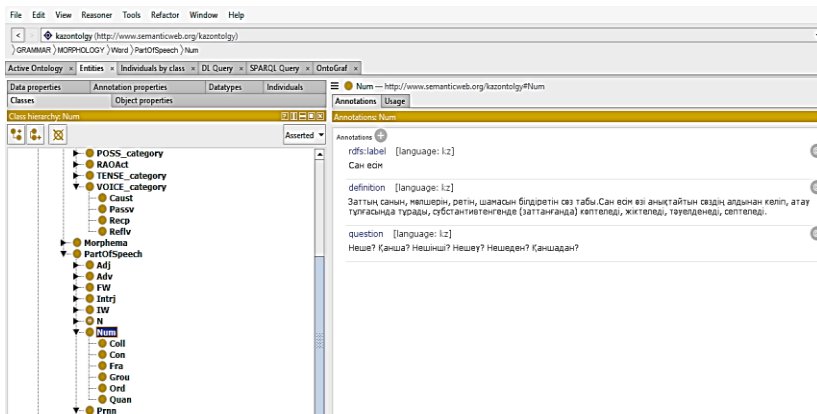 File Edit View Reasoner Tools Refactor Window Help
< > kazontolgy (http://www.semanticweb.org/kazontolgy)
〉GRAMMAR 〉MORPHOLOGY 〉Word 〉PartOfSpeech 〉Num
Active Ontology × Entities × Individuals by class × DL Query × SPARQL Query × OntoGraf ×
Data properties Annotation properties Datatypes Individuals
Classes Object properties
Class hierarchy: Num
Asserted
POSS_category
RAOAct
TENSE_category
VOICE_category
Caust
Passv
Recp
Reflv
Morphema
PartOfSpeech
Adj
Adv
FW
Intrj
IW
N
Num
Coll
Con
Fra
Grou
Ord
Quan
Prnn
Num — http://www.semanticweb.org/kazontolgy#Num
Annotations Usage
Annotations: Num
Annotations
rdfs:label [language: kz]
Сан есім
definition [language: kz]
Заттың санын, мөлшерін, ретін, шамасын білдіретін сөз табы.Сан есім өзі анықтайтын сөздің алдынан келіп, атау
тұлғасында тұрады, субстантивтенгенде (заттанғанда) көптеледі, жіктеледі, тәуелденеді, септеледі.
question [language: kz]
Неше? Қанша? Нешінші? Нешеу? Нешеден? Қаншадан?